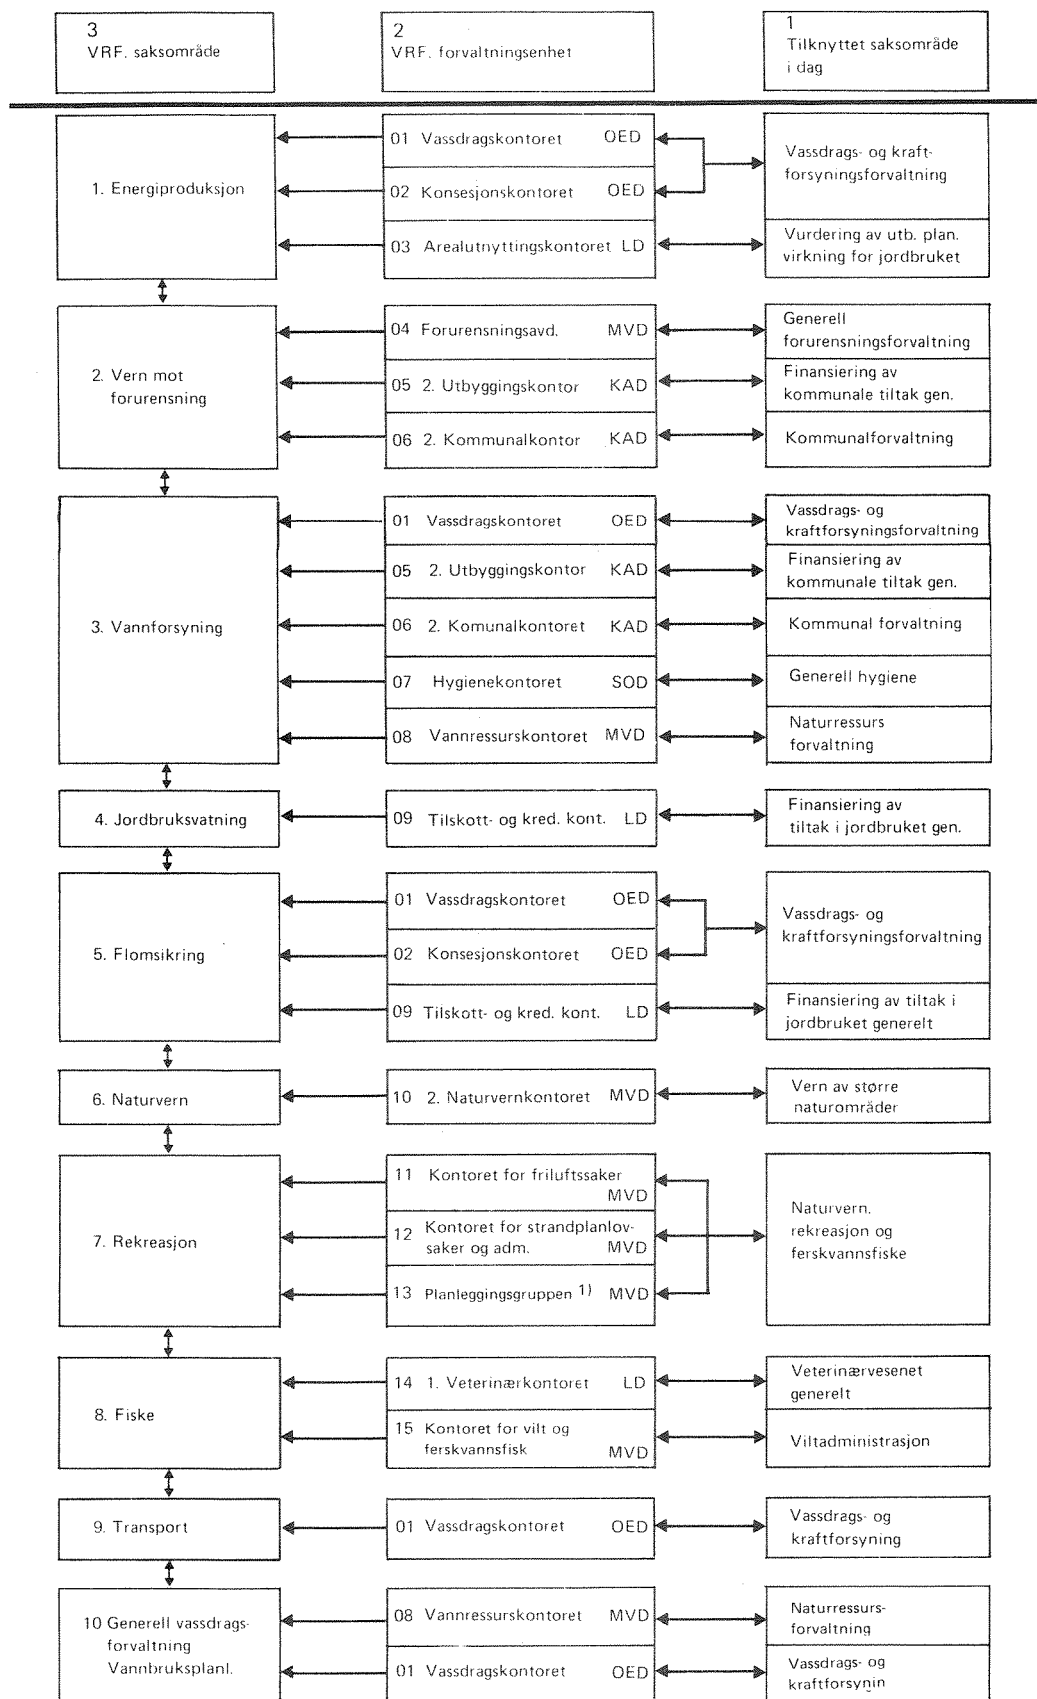 3
VRF. saksområde
2
VRF. forvaltningsenhet
1
Tilknyttet saksområde
i dag
1. Energiproduksjon
01 Vassdragskontoret OED
02 Konsesjonskontoret OED
03 Arealutnyttingskontoret LD
Vassdrags- og kraft-
forsyningsforvaltning
Vurdering av utb. plan.
virkning for jordbruket
2. Vern mot
forurensning
04 Forurensningsavd. MVD
05 2. Utbyggingskontor KAD
06 2. Kommunalkontor KAD
Generell
forurensningsforvaltning
Finansiering av
kommunale tiltak gen.
Kommunalforvaltning
3. Vannforsyning
01 Vassdragskontoret OED
05 2. Utbyggingskontor KAD
06 2. Komunalkontoret KAD
07 Hygienekontoret SOD
08 Vannressurskontoret MVD
Vassdrags- og
kraftforsyningsforvaltning
Finansiering av
kommunale tiltak gen.
Kommunal forvaltning
Generell hygiene
Naturressurs
forvaltning
4. Jordbruksvatning
09 Tilskott- og kred. kont. LD
Finansiering av
tiltak i jordbruket gen.
5. Flomsikring
01 Vassdragskontoret OED
02 Konsesjonskontoret OED
09 Tilskott- og kred. kont. LD
Vassdrags- og
kraftforsyningsforvaltning
Finansiering av tiltak i
jordbruket generelt
6. Naturvern
10 2. Naturvernkontoret MVD
Vern av större
naturområder
7. Rekreasjon
11 Kontoret for friluftssaker
MVD
12 Kontoret for strandplanlov-
saker og adm. MVD
13 Planleggingsgruppen 1) MVD
Naturvern.
rekreasjon og
ferskvannsfiske
8. Fiske
14 1. Veterinærkontoret LD
15 Kontoret for vilt og
ferskvannsfisk
MVD
Veterinærvesenet
generelt
Viltadministrasjon
9. Transport
01 Vassdragskontoret OED
Vassdrags- og
kraftforsyning
10 Generell vassdrags-
forvaltning
Vannbruksplanl.
08 Vannressurskontoret MVD
01 Vassdragskontoret OED
Naturressurs-
forvaltning
Vassdrags- og
kraftforsynin